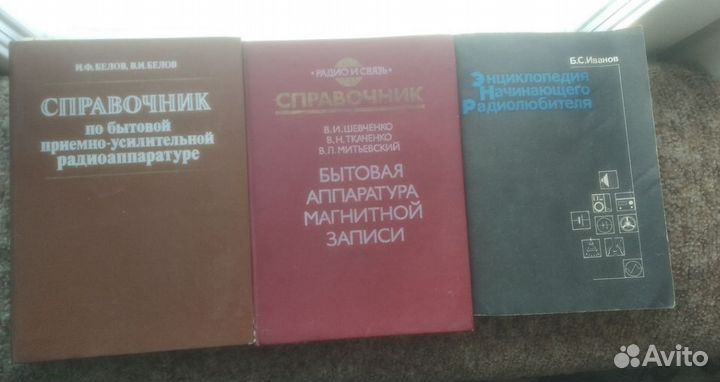 И.Ф.БЕЛОВ, В.И.БЕЛОВ
СПРАВОЧНИК
по бытовой
приемно-усилительной
радиоаппаратуре
РАДИО И СВЯЗЬ
СПРАВОЧНИК
В.И.ШЕВЧЕНКО
В.Н.ТКАЧЕНКО
В.Л.МИТЬЕВСКИЙ
БЫТОВАЯ
АППАРАТУРА
МАГНИТНОЙ
ЗАПИСИ
Б.С.Иванов
Энциклопедия
Начинающего
Радиолюбителя
Avito